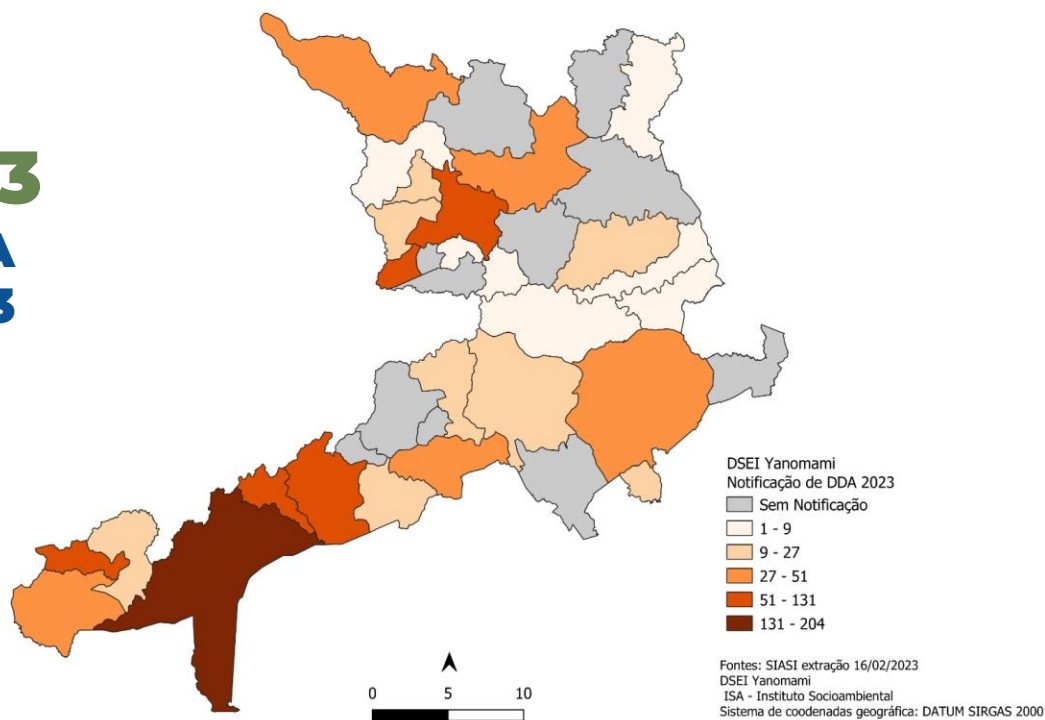 3
A
3
DSEI Yanomami
Notificação de DDA 2023
Sem Notificação
1 - 9
9 - 27
27 - 51
51 - 131
131 - 204
0 5 10
Fontes: SIASI extração 16/02/2023
DSEI Yanomami
ISA - Instituto Socioambiental
Sistema de coodenadas geográfica: DATUM SIRGAS 2000